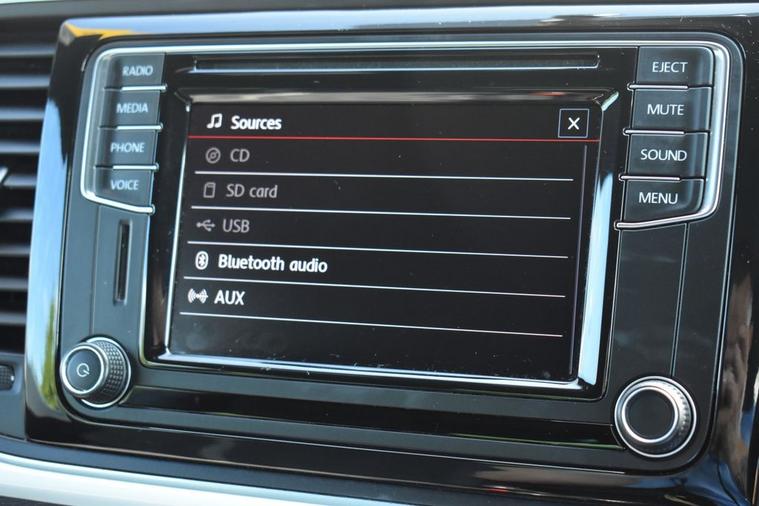 RADIO
MEDIA
PHONE
VOICE
Sources
CD
SD card
USB
Bluetooth audio
AUX
EJECT
MUTE
SOUND
MENU